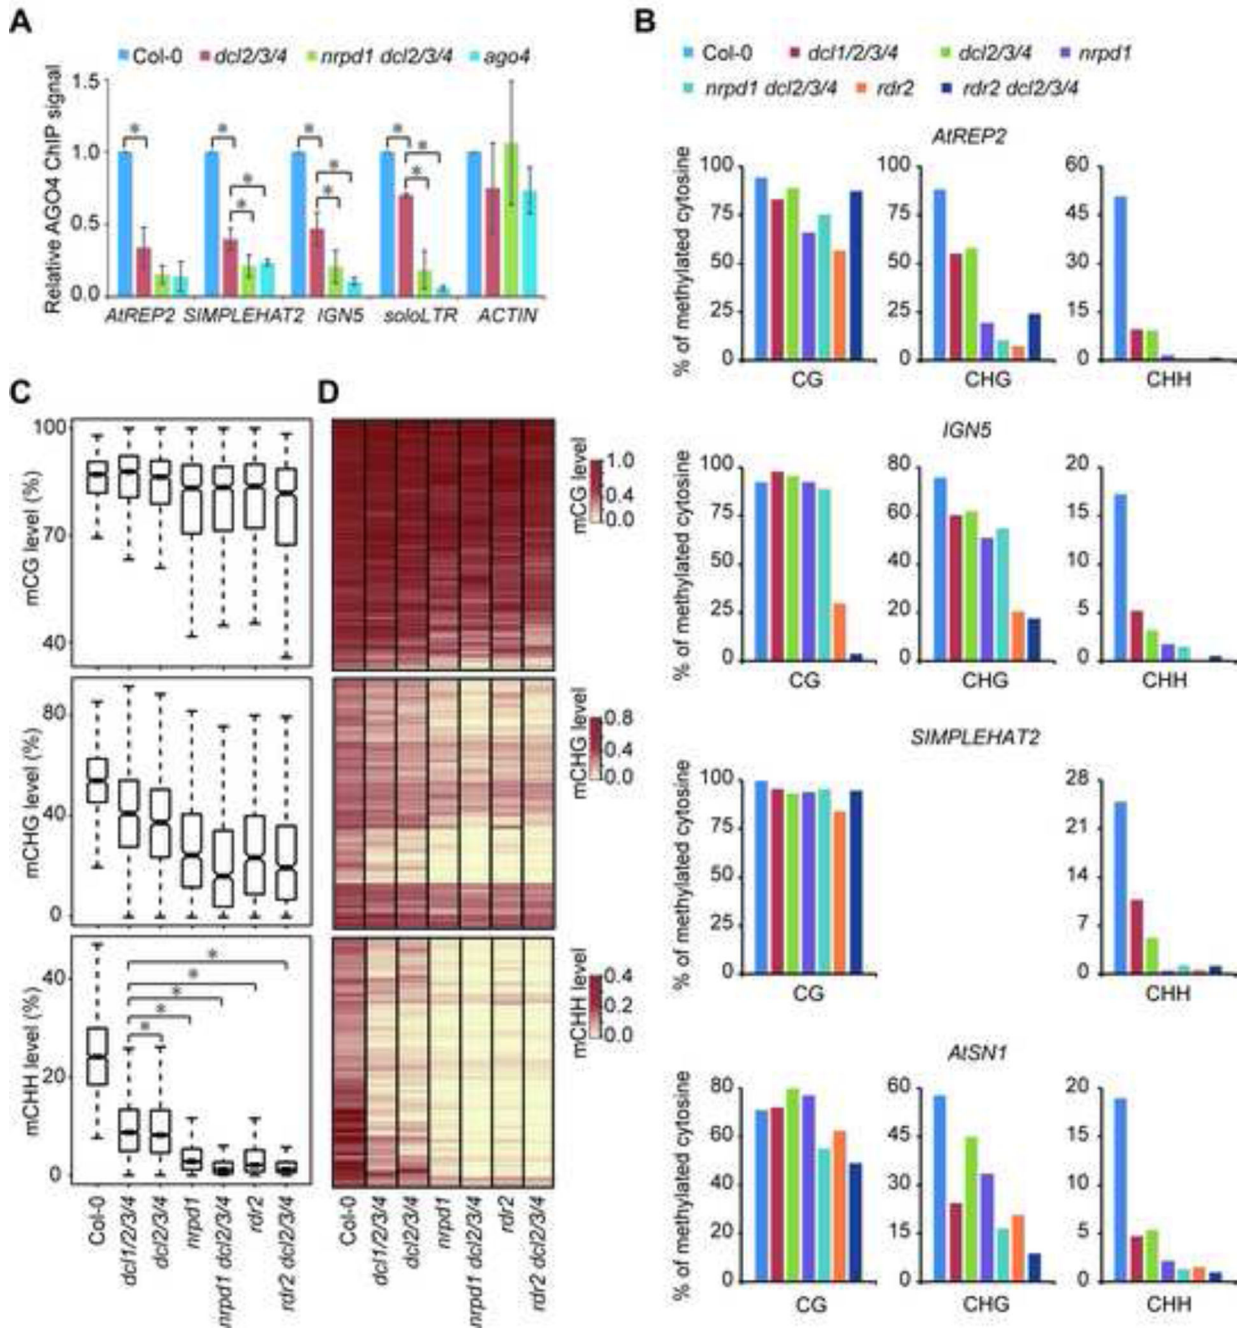 A
Col-0 dcl2/3/4 nrpd1 dcl2/3/4 ago4
Relative AGO4 ChIP signal
1.5
1.0
0.5
0.0
* * * * * * * * *
AtREP2 SIMPLEHAT2 IGN5 soloLTR ACTIN
B
Col-0 dcl1/2/3/4 dcl2/3/4 nrpd1
nrpd1 dcl2/3/4 rdr2 rdr2 dcl2/3/4
AtREP2
% of methylated cytosine
100
75
50
25
0
CG
100
75
50
25
0
CHG
60
45
30
15
0
CHH
IGN5
% of methylated cytosine
100
75
50
25
0
CG
80
60
40
20
0
CHG
20
15
10
5
0
CHH
SIMPLEHAT2
% of methylated cytosine
100
75
50
25
0
CG
28
21
14
7
0
CHH
AtSN1
% of methylated cytosine
80
60
40
20
0
CG
60
45
30
15
0
CHG
20
15
10
5
0
CHH
C
mCG level (%)
100
70
40
mCHG level (%)
80
40
0
mCHH level (%)
40
20
0
* * * * *
Col-0
dcl1/2/3/4
dcl2/3/4
nrpd1
nrpd1 dcl2/3/4
rdr2
rdr2 dcl2/3/4
D
mCG level
1.0
0.4
0.0
mCHG level
0.8
0.4
0.0
mCHH level
0.4
0.2
0.0
Col-0
dcl1/2/3/4
dcl2/3/4
nrpd1
nrpd1 dcl2/3/4
rdr2
rdr2 dcl2/3/4